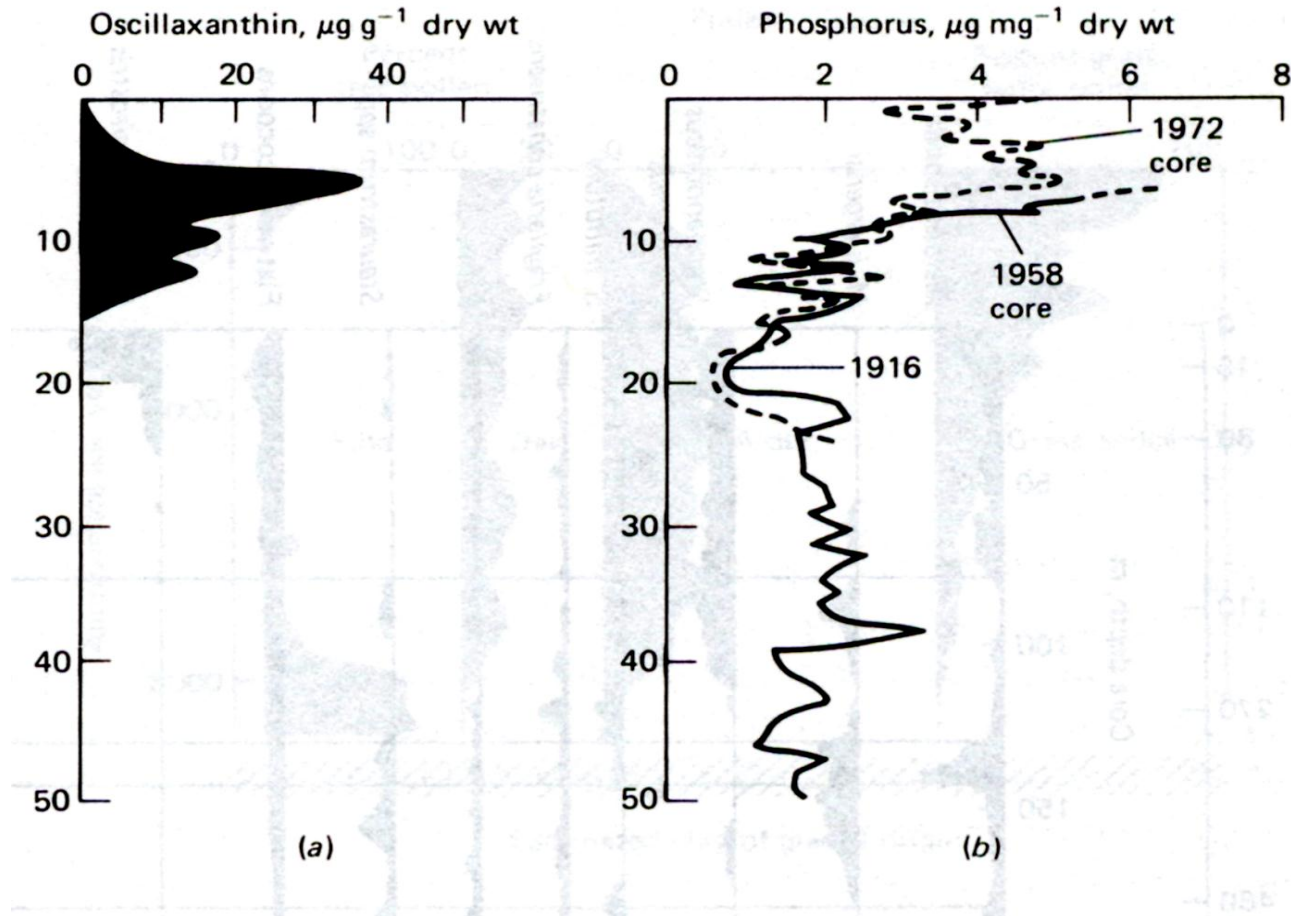 Oscillaxanthin, μg g⁻¹ dry wt
0 20 40
10
20
30
40
50
(a)
Phosphorus, μg mg⁻¹ dry wt
0 2 4 6 8
1972
core
1958
core
1916
10
20
30
40
50
(b)